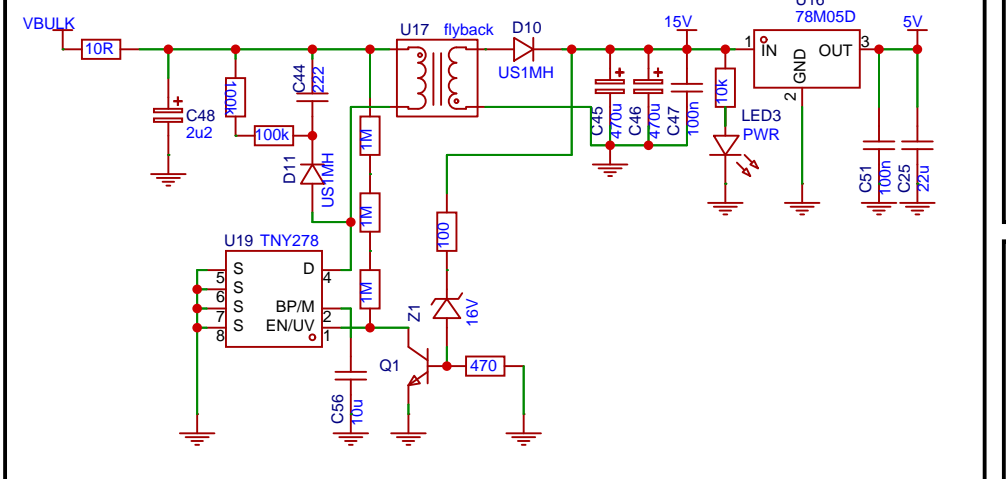 VBULK
10R
C48
2u2
100k
C44
222
100k
D11
US1MH
U17 flyback
D10
US1MH
1M
1M
1M
15V
C45
470u
C46
470u
C47
100n
10k
LED3
PWR
78M05D
1
IN
OUT
3
GND
2
5V
C51
100n
C25
22u
U19 TNY278
S
5
S
6
S
7
S
8
D
4
BP/M
2
EN/UV
1
C56
10u
Q1
100
Z1
16V
470